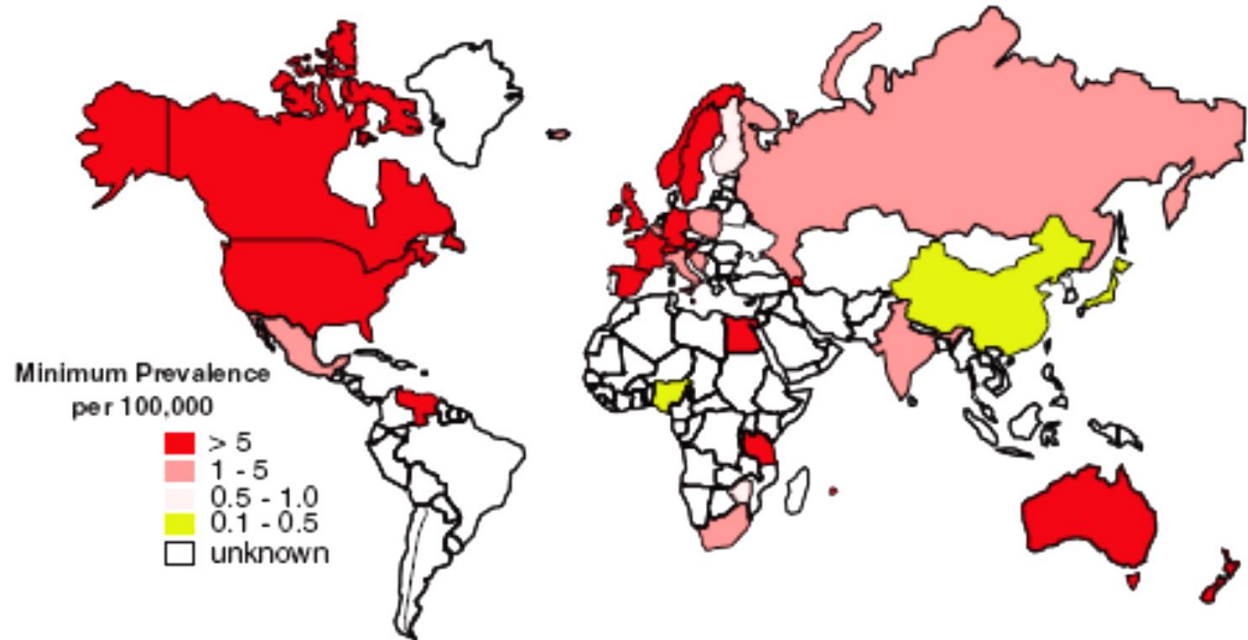 Minimum Prevalence
per 100,000
> 5
1 - 5
0.5 - 1.0
0.1 - 0.5
unknown